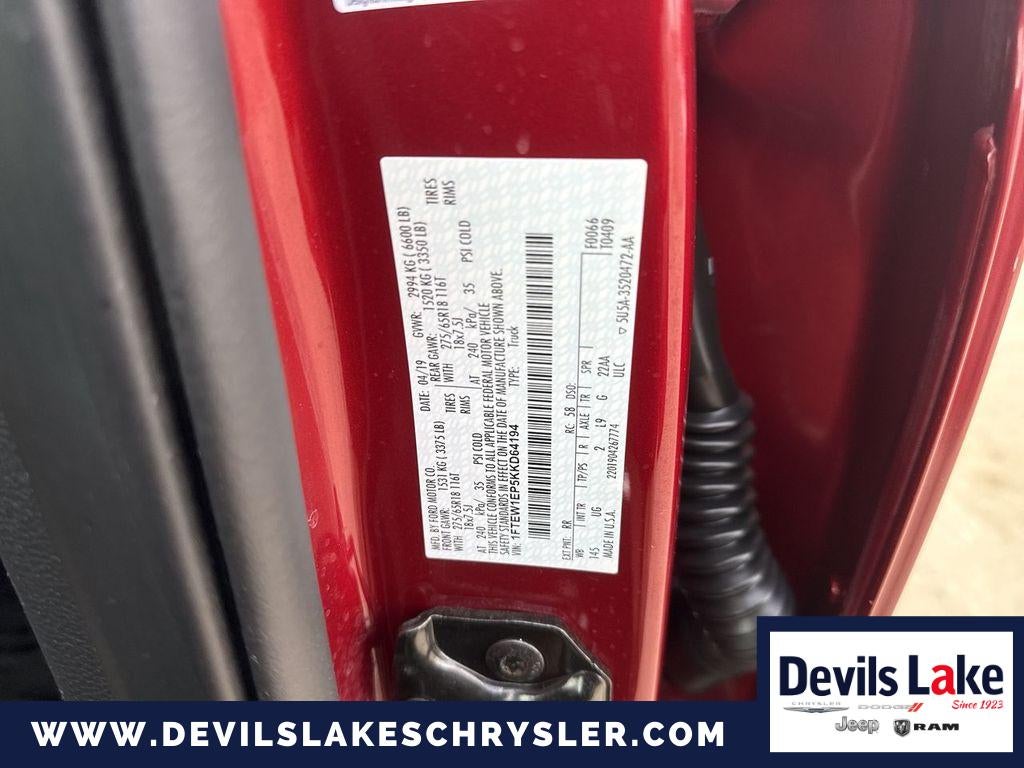 MFD. BY FORD MOTOR CO.
DATE: 04/19 GVWR: 2994 KG ( 6600 LB)
FRONT GAWR: 1531 KG ( 3375 LB) REAR GAWR: 1520 KG ( 3350 LB)
WITH 275/65R18 116T TIRES WITH 275/65R18 116T TIRES
18x7.5J RIMS 18x7.5J RIMS
AT 240 kPa/ 35 PSI COLD AT 240 kPa/ 35 PSI COLD
THIS VEHICLE CONFORMS TO ALL APPLICABLE FEDERAL MOTOR VEHICLE
SAFETY STANDARDS IN EFFECT ON THE DATE OF MANUFACTURE SHOWN ABOVE.
VIN: 1FTEW1EP5KKD64194 TYPE: Truck
EXT PNT: RR RC: 58 DSO: F0066
WB INT TR TP/PS R AXLE TR SPR T0409
145 UG 2 L9 G 22AA
MADE IN U.S.A. 2201904267774 ULC
▽ 5U5A-3520472-AA
WWW.DEVILSLAKESCHRYSLER.COM
Devils Lake
Since 1923
CHRYSLER DODGE
Jeep RAM